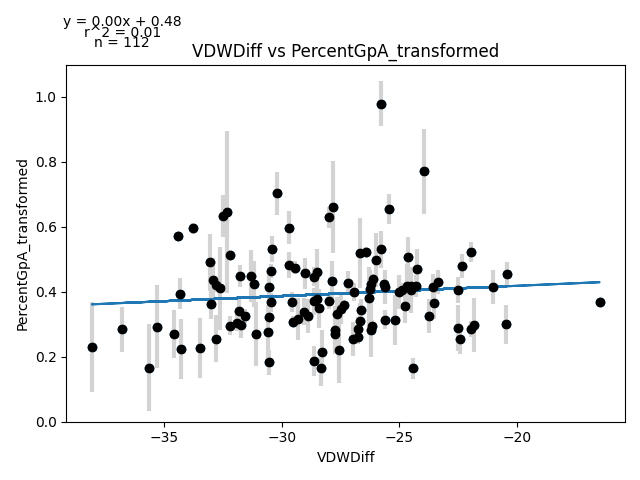 y = 0.00x + 0.48
r^2 = 0.01
n = 112
VDWDiff vs PercentGpA_transformed
PercentGpA_transformed
1.0
0.8
0.6
0.4
0.2
0.0
−35
−30
−25
−20
VDWDiff